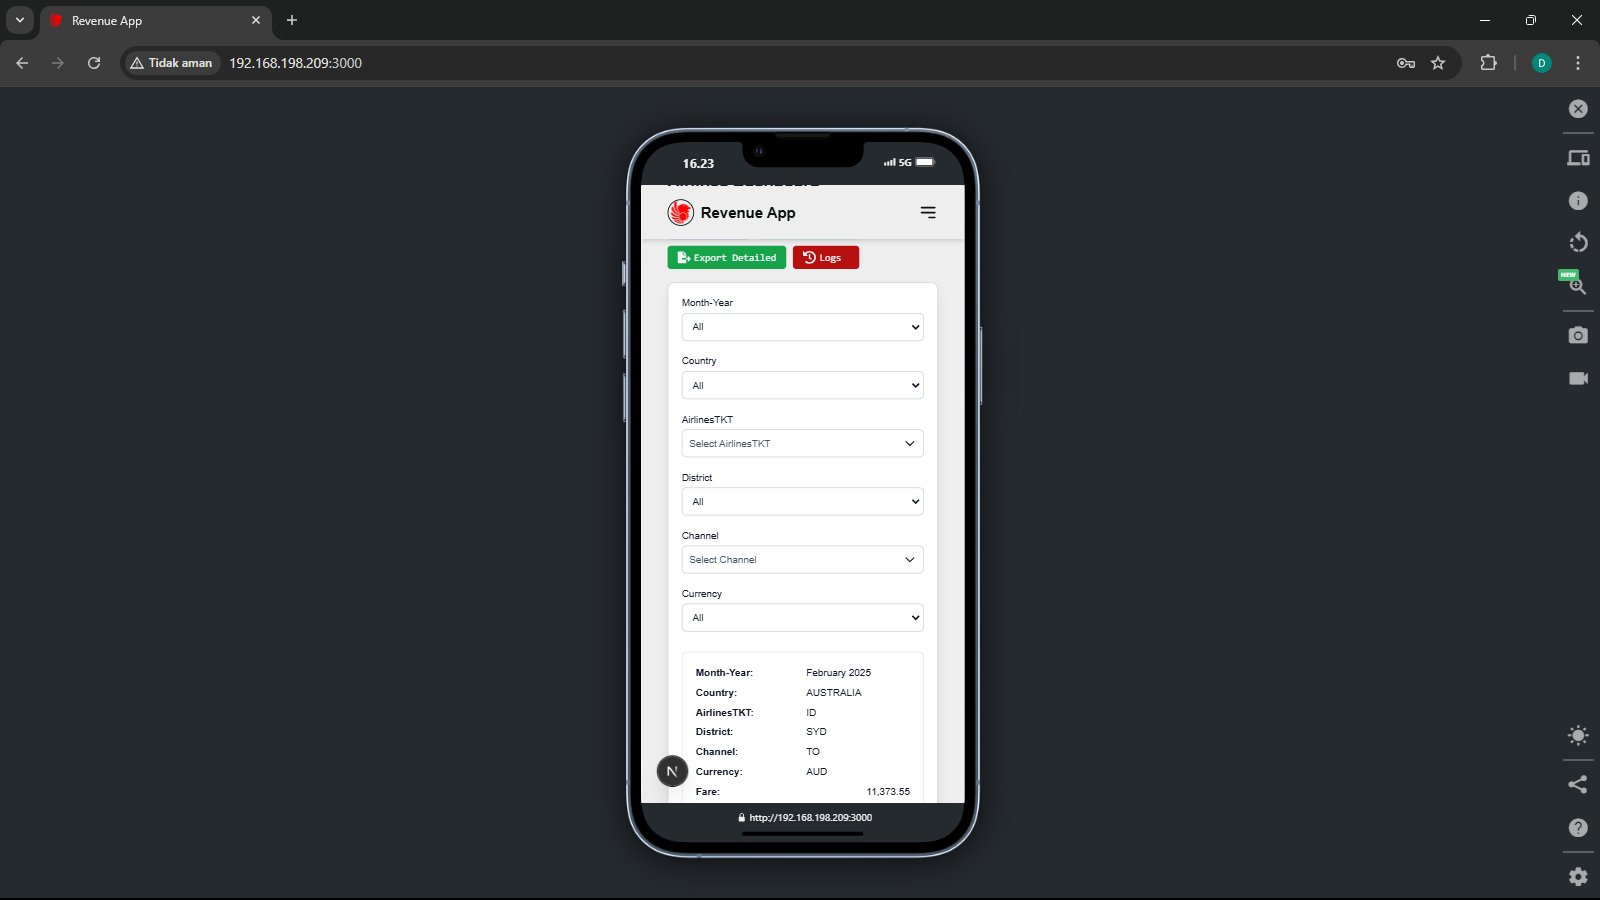 Revenue App
Tidak aman
192.168.198.209:3000
D
NEW
16.23
5G
Revenue App
Export Detailed
Logs
Month-Year
All
Country
All
AirlinesTKT
Select AirlinesTKT
District
All
Channel
Select Channel
Currency
All
Month-Year: February 2025
Country: AUSTRALIA
AirlinesTKT: ID
District: SYD
Channel: TO
Currency: AUD
Fare: 11,373.55
N
http://192.168.198.209:3000